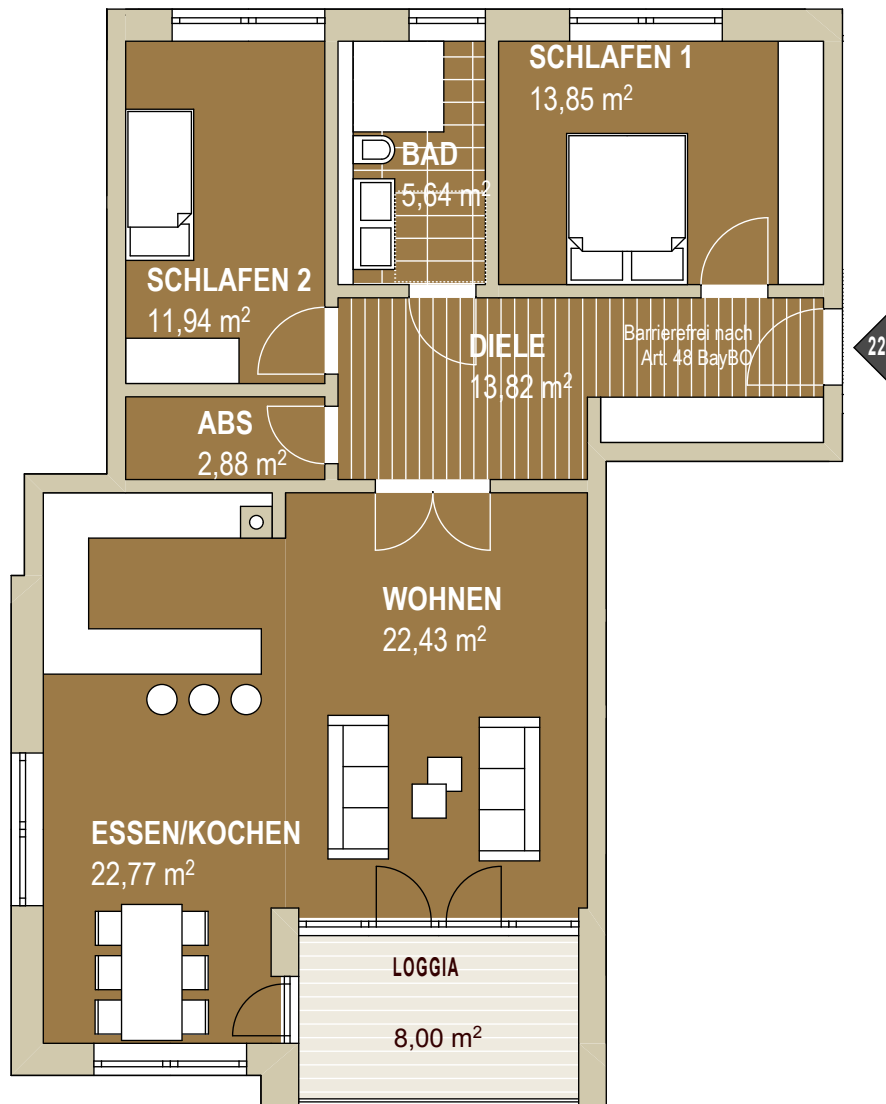 SCHLAFEN 1
13,85 m²
BAD
5,64 m²
SCHLAFEN 2
11,94 m²
DIELE
13,82 m²
Barrierefrei nach
Art. 48 BayBO
22
ABS
2,88 m²
WOHNEN
22,43 m²
ESSEN/KOCHEN
22,77 m²
LOGGIA
8,00 m²